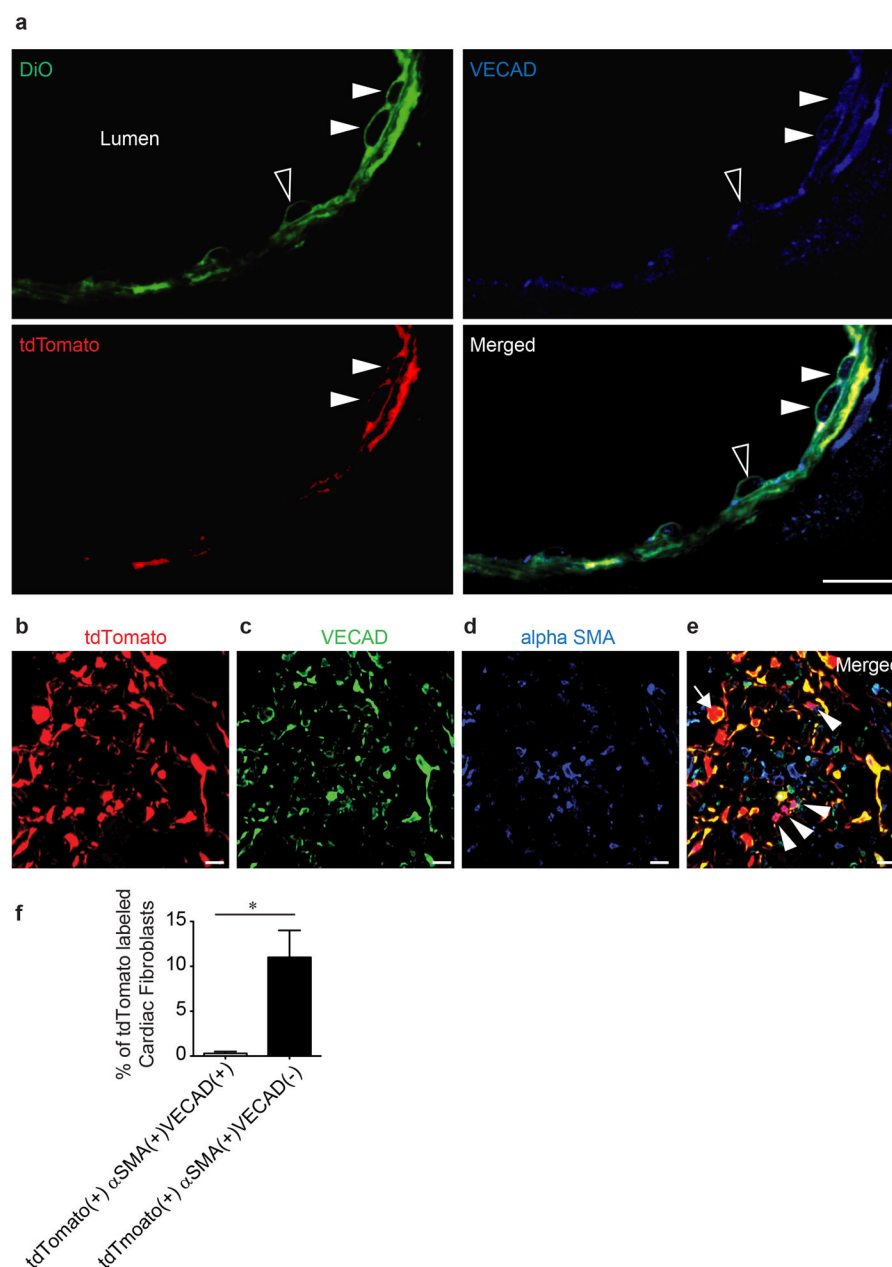 a
DiO
VECAD
Lumen
tdTomato
Merged
b
tdTomato
c
VECAD
d
alpha SMA
e
Merged
f
% of tdTomato labeled
Cardiac Fibroblasts
15
10
5
0
*
tdTomato(+) αSMA(+)VECAD(+)
tdTmoato(+) αSMA(+)VECAD(-)